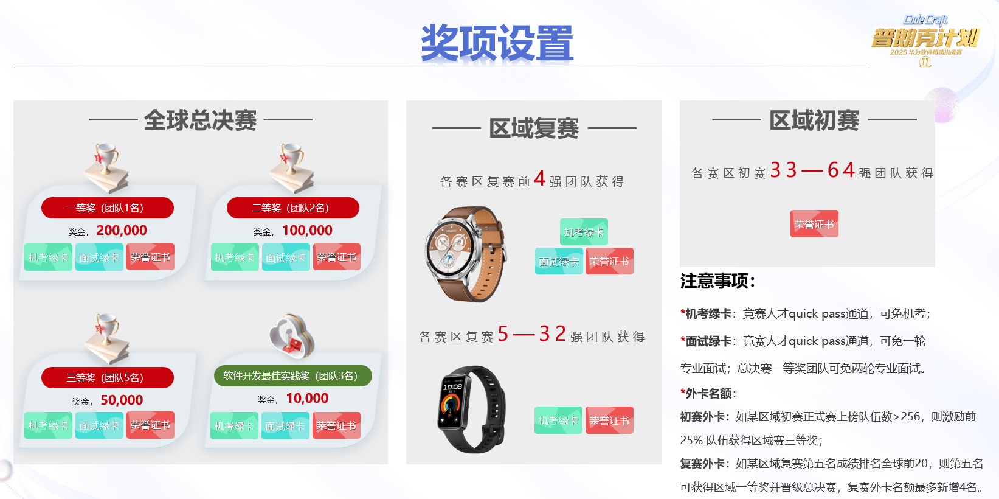 奖项设置
Code Craft
普朗克计划
2025 华为软件精英挑战赛
11
全球总决赛
一等奖（团队1名）
奖金， 200,000
机考绿卡 面试绿卡 荣誉证书
二等奖（团队2名）
奖金， 100,000
机考绿卡 面试绿卡 荣誉证书
三等奖（团队5名）
奖金， 50,000
机考绿卡 面试绿卡 荣誉证书
软件开发最佳实践奖（团队3名）
奖金， 10,000
机考绿卡 面试绿卡 荣誉证书
区域复赛
各赛区复赛前4强团队获得
HUAWEI
机考绿卡
面试绿卡 荣誉证书
各赛区复赛5—32强团队获得
10:08
机考绿卡 荣誉证书
区域初赛
各赛区初赛33—64强团队获得
荣誉证书
注意事项：
*机考绿卡：竞赛人才quick pass通道，可免机考；
*面试绿卡：竞赛人才quick pass通道，可免一轮
专业面试；总决赛一等奖团队可免两轮专业面试。
*外卡名额：
初赛外卡：如某区域初赛正式赛上榜队伍数>256，则激励前
25% 队伍获得区域赛三等奖；
复赛外卡：如某区域复赛第五名成绩排名全球前20，则第五名
可获得区域一等奖并晋级总决赛，复赛外卡名额最多新增4名。